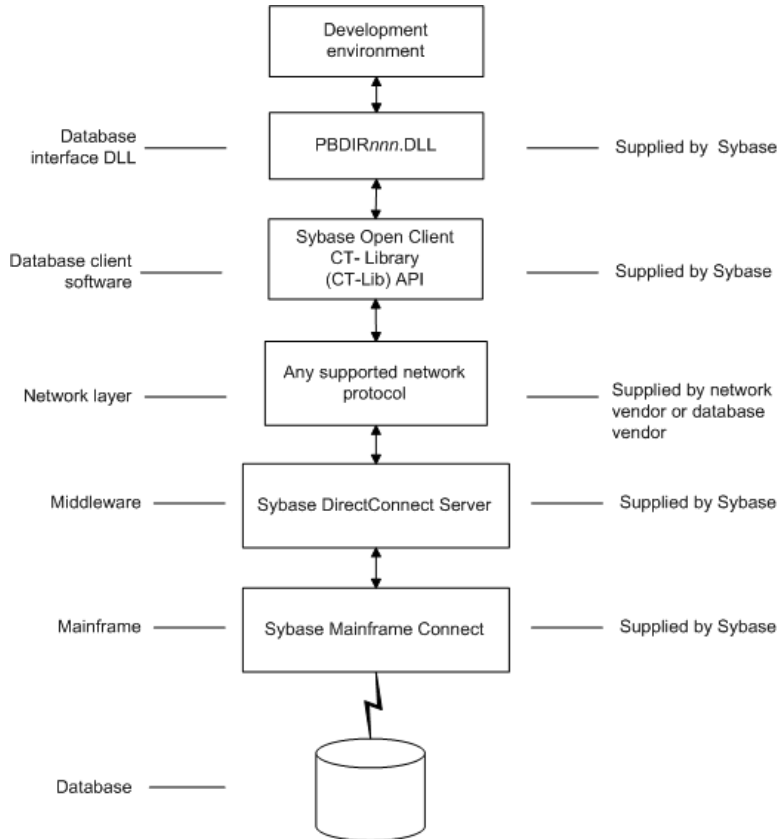 Development
environment
Database
interface DLL
PBDIRnnn.DLL
Supplied by Sybase
Database client
software
Sybase Open Client
CT- Library
(CT-Lib) API
Supplied by Sybase
Network layer
Any supported network
protocol
Supplied by network
vendor or database
vendor
Middleware
Sybase DirectConnect Server
Supplied by Sybase
Mainframe
Sybase Mainframe Connect
Supplied by Sybase
Database